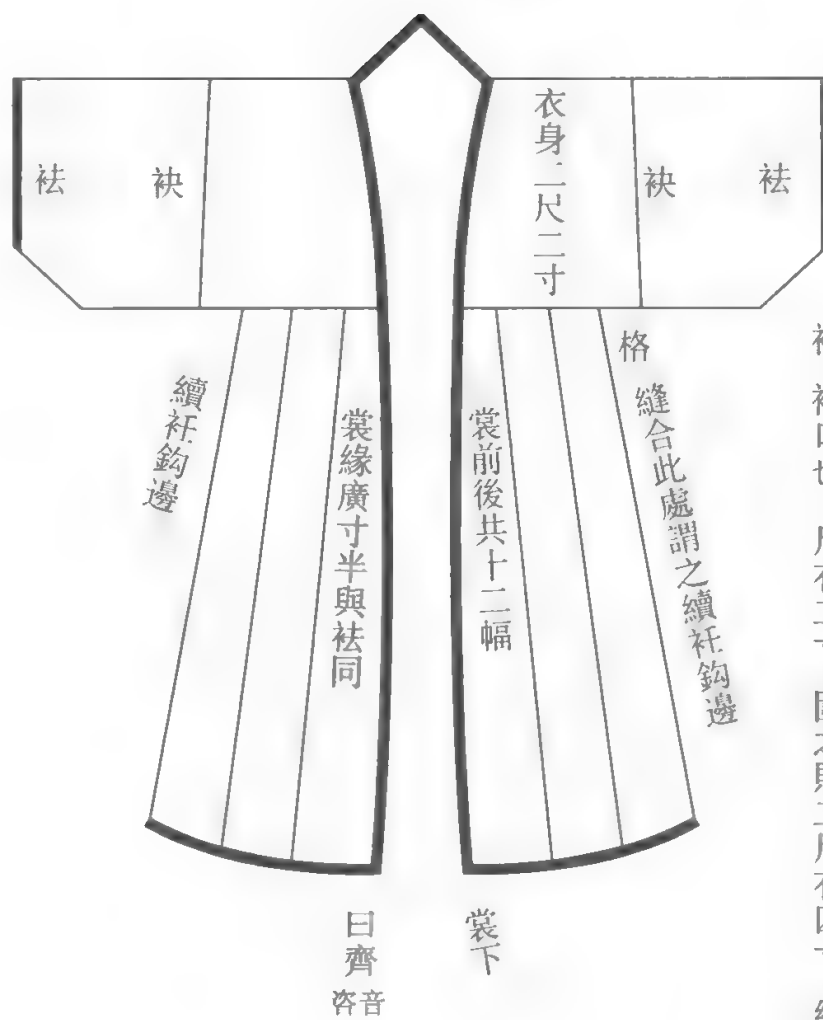 袪
袂
衣身二尺二寸
袂
袪
格
縫合此處謂之續衽鈎邊
裳前後共十二幅
裳緣廣寸半與袪同
續衽鈎邊
裳下
曰齊
音咨